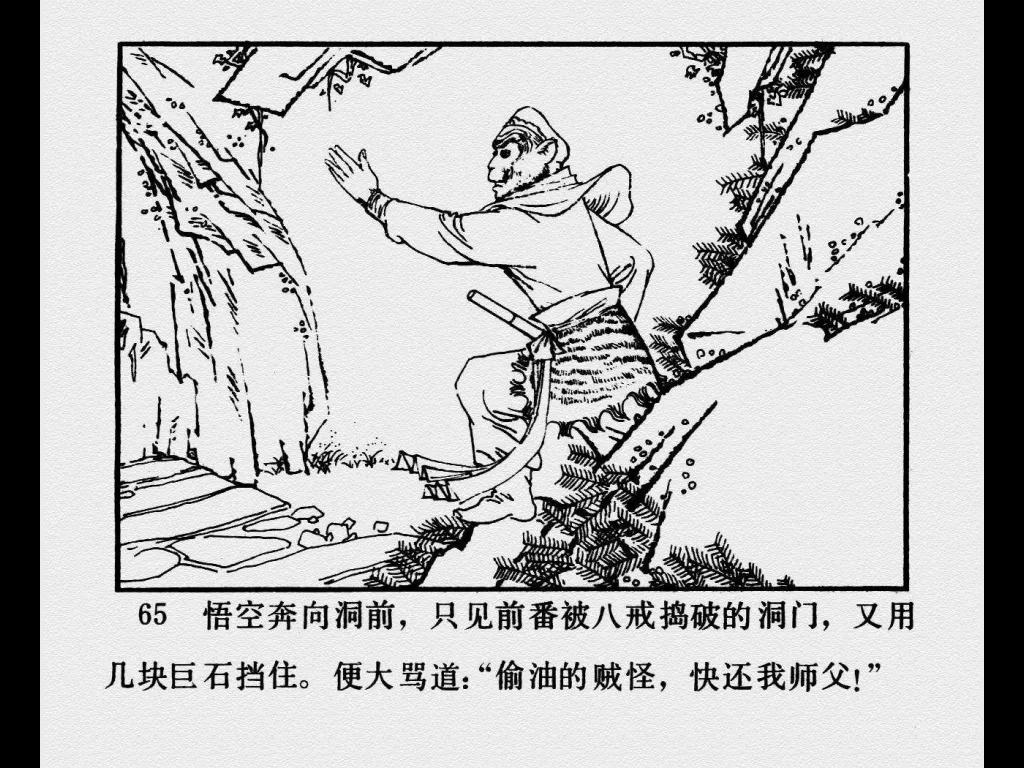 65 悟空奔向洞前，只见前番被八戒捣破的洞门，又用
几块巨石挡住。便大骂道：“偷油的贼怪，快还我师父！”